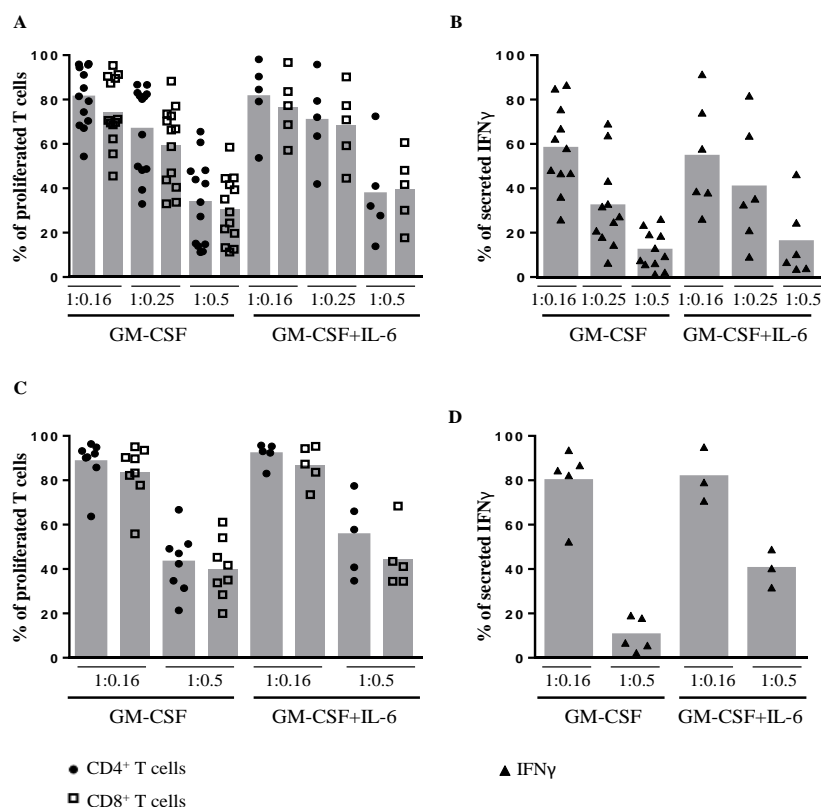 A
% of proliferated T cells
100
80
60
40
20
0
1:0.16 1:0.25 1:0.5 1:0.16 1:0.25 1:0.5
GM-CSF GM-CSF+IL-6
B
% of secreted IFNγ
100
80
60
40
20
0
1:0.16 1:0.25 1:0.5 1:0.16 1:0.25 1:0.5
GM-CSF GM-CSF+IL-6
C
% of proliferated T cells
100
80
60
40
20
0
1:0.16 1:0.5 1:0.16 1:0.5
GM-CSF GM-CSF+IL-6
D
% of secreted IFNγ
100
80
60
40
20
0
1:0.16 1:0.5 1:0.16 1:0.5
GM-CSF GM-CSF+IL-6
CD4⁺ T cells
CD8⁺ T cells
IFNγ